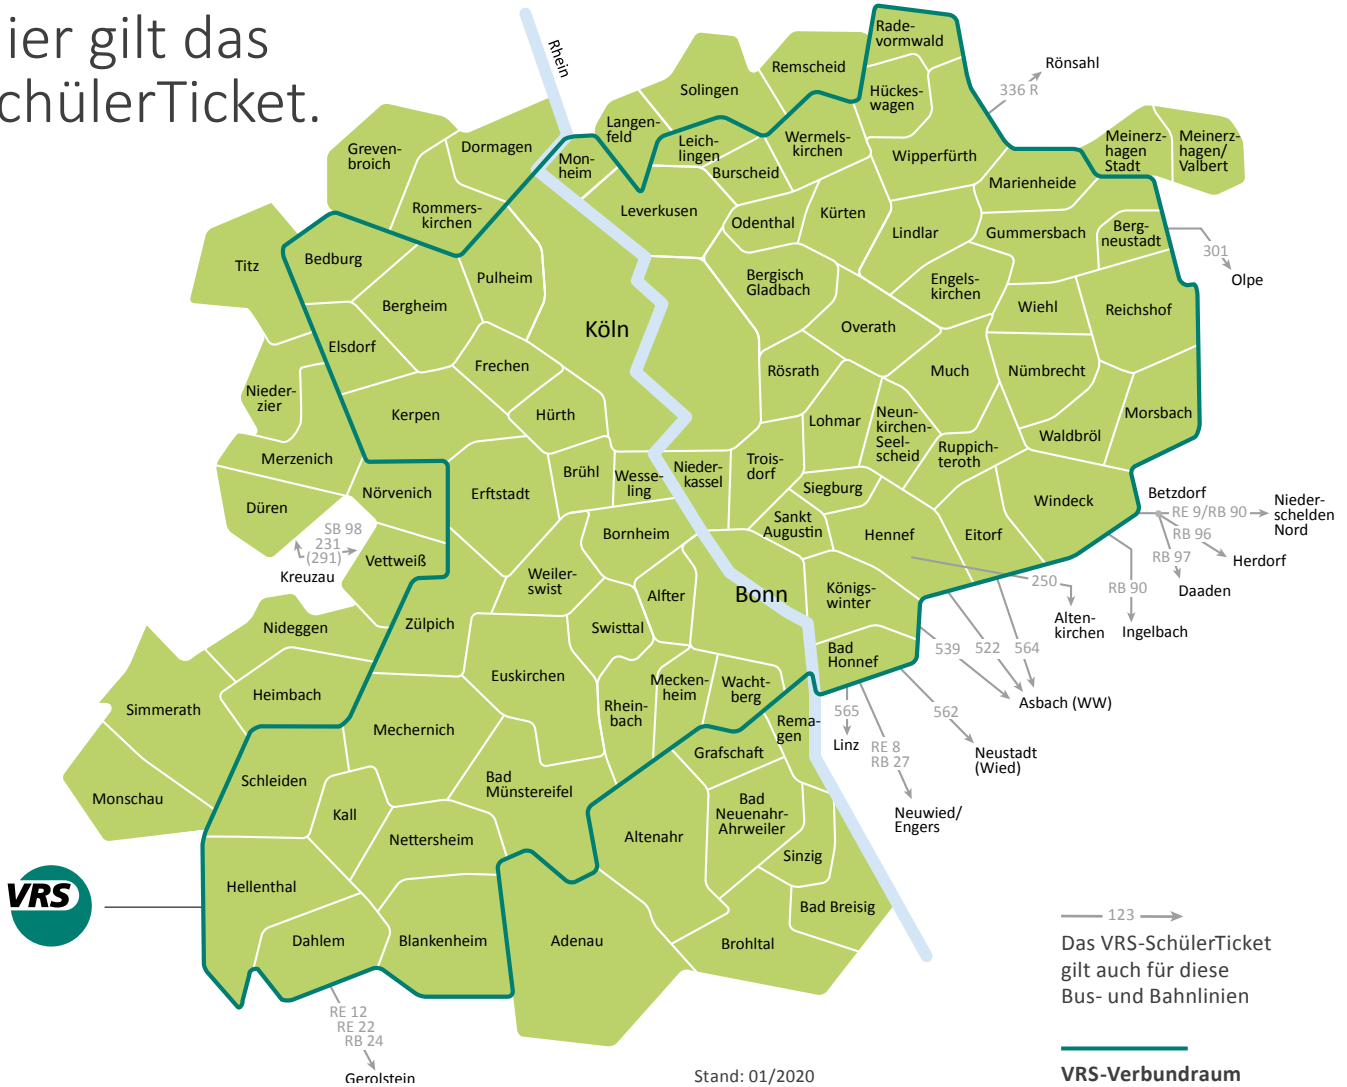 ier gilt das
chülerTicket.
Rhein
Rade-
vormwald
Rönsahl
336 R
Remscheid
Solingen
Hückes-
wagen
Langen-
feld
Meinerz-
hagen
Stadt
Meinerz-
hagen/
Valbert
Greven-
broich
Dormagen
Mon-
heim
Leich-
lingen
Wermels-
kirchen
Wipperfürth
Burscheid
Marienheide
Rommers-
kirchen
Leverkusen
Odenthal
Kürten
Lindlar
Gummersbach
Berg-
neustadt
301
Olpe
Titz
Bedburg
Pulheim
Bergisch
Gladbach
Engels-
kirchen
Bergheim
Wiehl
Reichshof
Köln
Overath
Elsdorf
Frechen
Rösrath
Much
Nümbrecht
Nieder-
zier
Kerpen
Hürth
Lohmar
Neun-
kirchen-
Seel-
scheid
Morsbach
Waldbröl
Merzenich
Ruppich-
teroth
Brühl
Wesse-
ling
Nieder-
kassel
Trois-
dorf
Nörvenich
Erftstadt
Siegburg
Windeck
Betzdorf
RE 9/RB 90
Nieder-
schelden
Nord
Düren
Sankt
Augustin
Hennef
Eitorf
RB 96
Herdorf
SB 98
231
(291)
Kreuzau
Bornheim
RB 97
Daaden
Vettweiß
Weiler-
swist
Alfter
Bonn
Königs-
winter
250
Alten-
kirchen
RB 90
Ingelbach
Nideggen
Zülpich
Swisttal
539
522
564
Bad
Honnef
Euskirchen
Heimbach
Mecken-
heim
Wacht-
berg
Asbach (WW)
Simmerath
Rhein-
bach
Rema-
gen
565
Linz
562
Neustadt
(Wied)
Mechernich
Grafschaft
RE 8
RB 27
Neuwied/
Engers
Schleiden
Bad
Münstereifel
Monschau
Kall
Bad
Neuenahr-
Ahrweiler
Nettersheim
Altenahr
Sinzig
VRS
Hellenthal
Bad Breisig
Dahlem
Blankenheim
Adenau
Brohltal
RE 12
RE 22
RB 24
Gerolstein
123
Das VRS-SchülerTicket
gilt auch für diese
Bus- und Bahnlinien
VRS-Verbundraum
Stand: 01/2020